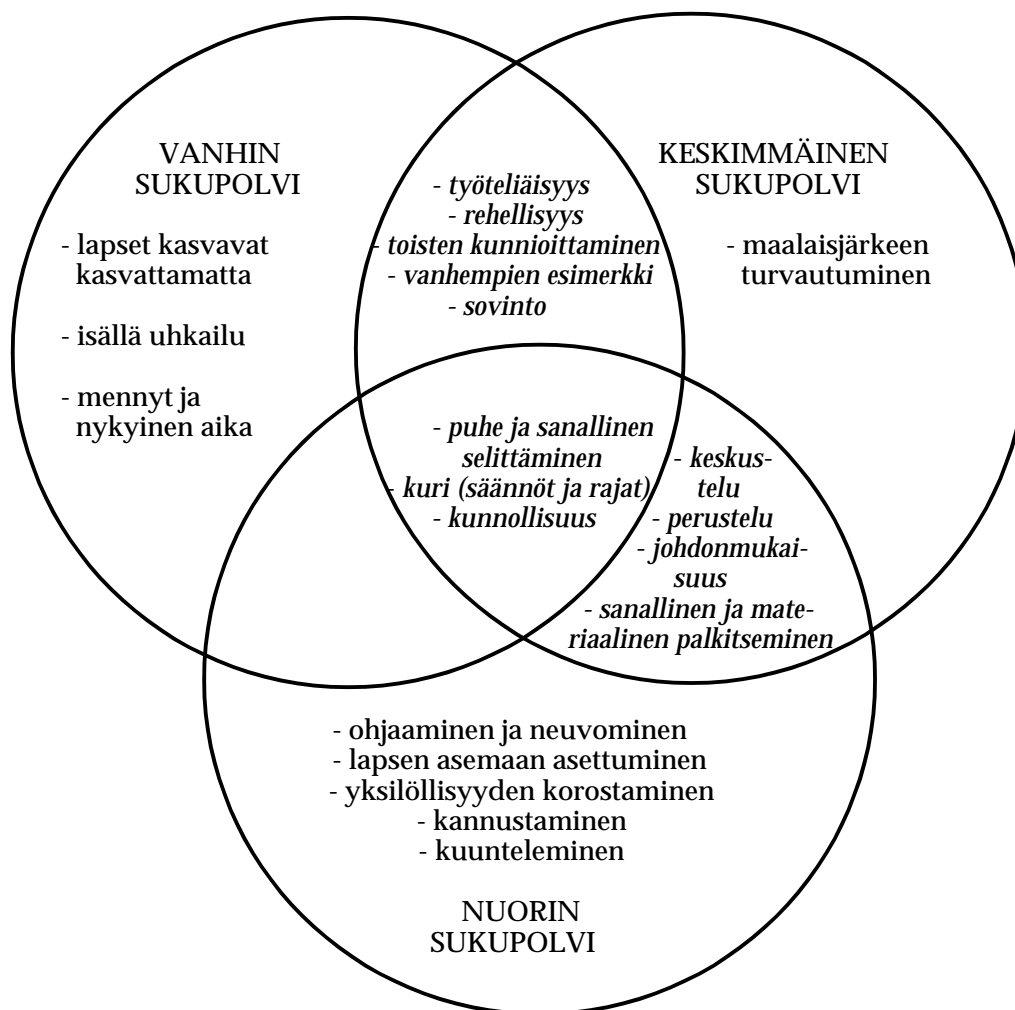 VANHIN
SUKUPOLVI
- lapset kasvavat
kasvattamatta
- isällä uhkailu
- mennyt ja
nykyinen aika
- työteliäisyys
- rehellisyys
- toisten kunnioittaminen
- vanhempien esimerkki
- sovinto
KESKIMMÄINEN
SUKUPOLVI
- maalaisjärkeen
turvautuminen
- puhe ja sanallinen
selittäminen
- kuri (säännöt ja rajat)
- kunnollisuus
- keskus-
telu
- perustelu
- johdonmukai-
suus
- sanallinen ja mate-
riaalinen palkitseminen
- ohjaaminen ja neuvominen
- lapsen asemaan asettuminen
- yksilöllisyyden korostaminen
- kannustaminen
- kuunteleminen
NUORIN
SUKUPOLVI